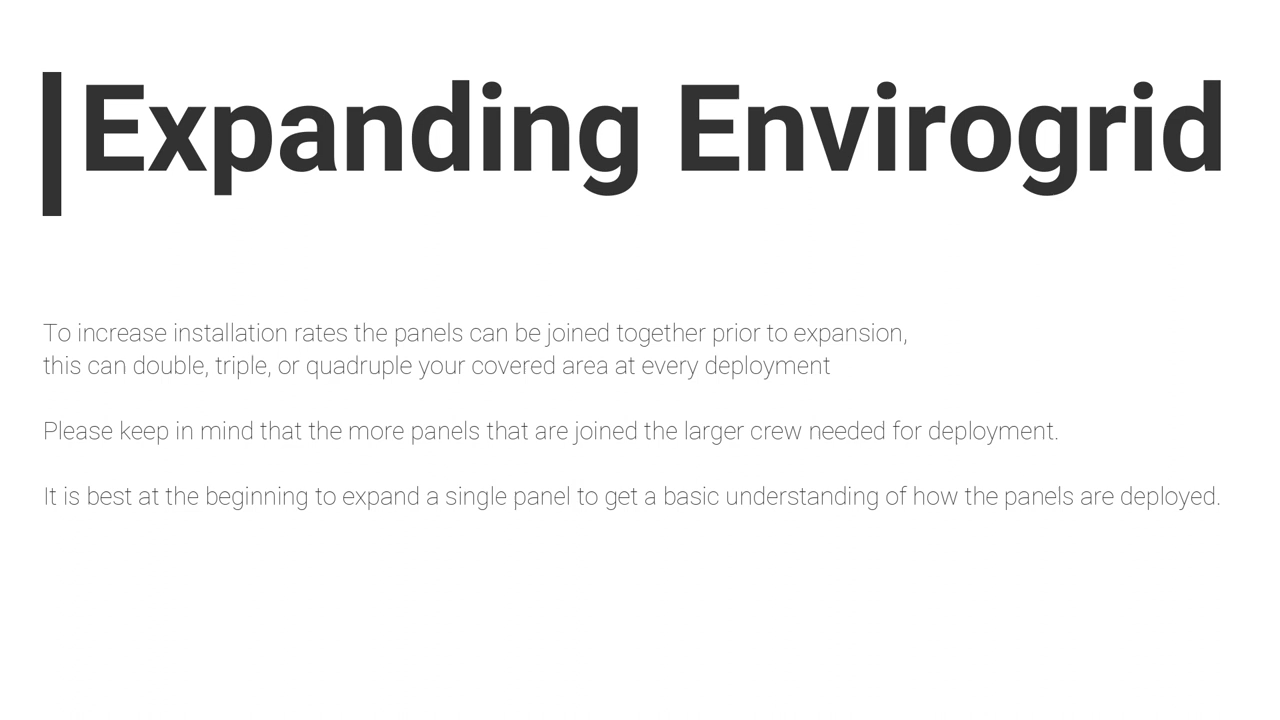 Expanding Envirogrid
To increase installation rates the panels can be joined together prior to expansion,
this can double, triple, or quadruple your covered area at every deployment
Please keep in mind that the more panels that are joined the larger crew needed for deployment.
It is best at the beginning to expand a single panel to get a basic understanding of how the panels are deployed.